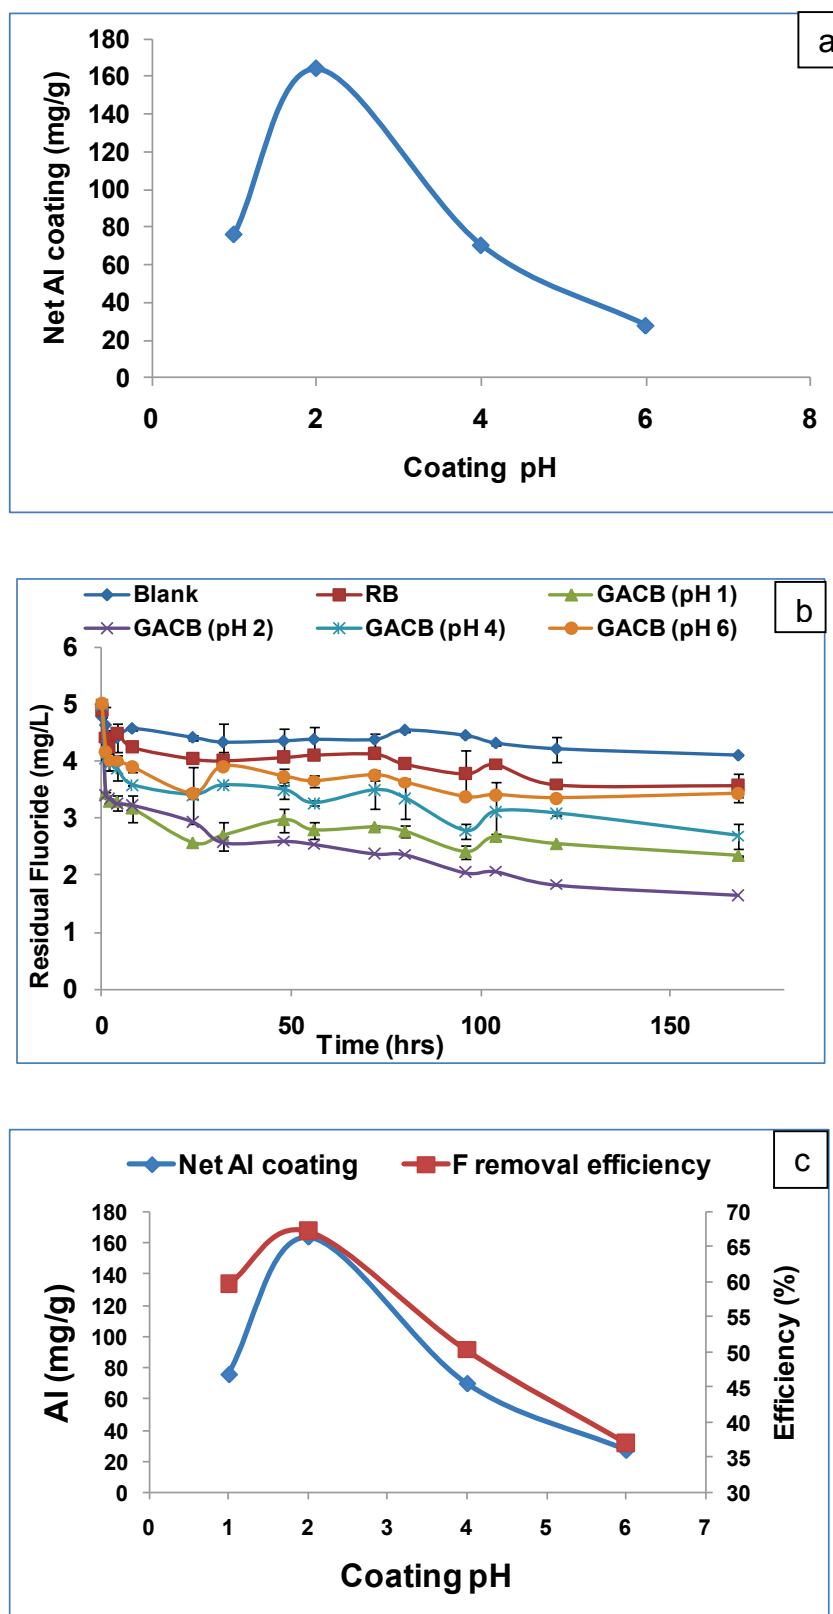 a
180
160
140
120
100
80
60
40
20
0
Net Al coating (mg/g)
0 2 4 6 8
Coating pH
b
Blank RB GACB (pH 1)
GACB (pH 2) GACB (pH 4) GACB (pH 6)
6
5
4
3
2
1
0
Residual Fluoride (mg/L)
0 50 100 150
Time (hrs)
c
Net Al coating F removal efficiency
180
160
140
120
100
80
60
40
20
0
Al (mg/g)
70
65
60
55
50
45
40
35
30
Efficiency (%)
0 1 2 3 4 5 6 7
Coating pH